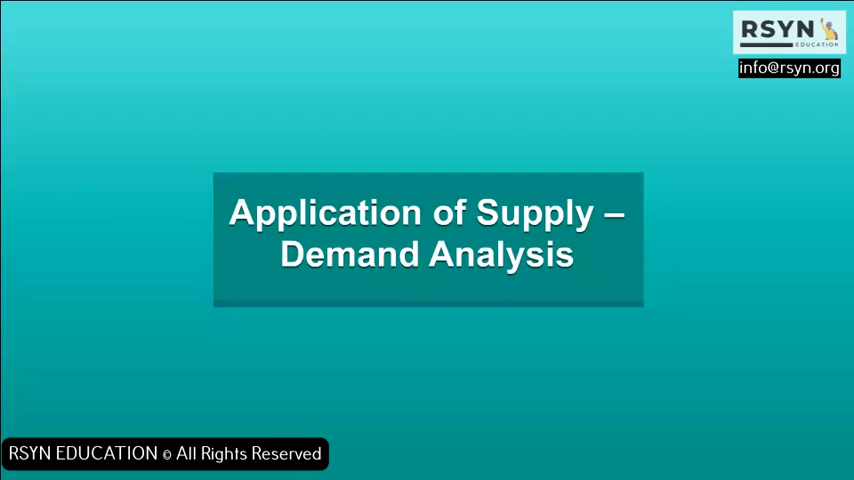 RSYN
EDUCATION
info@rsyn.org
Application of Supply –
Demand Analysis
RSYN EDUCATION © All Rights Reserved